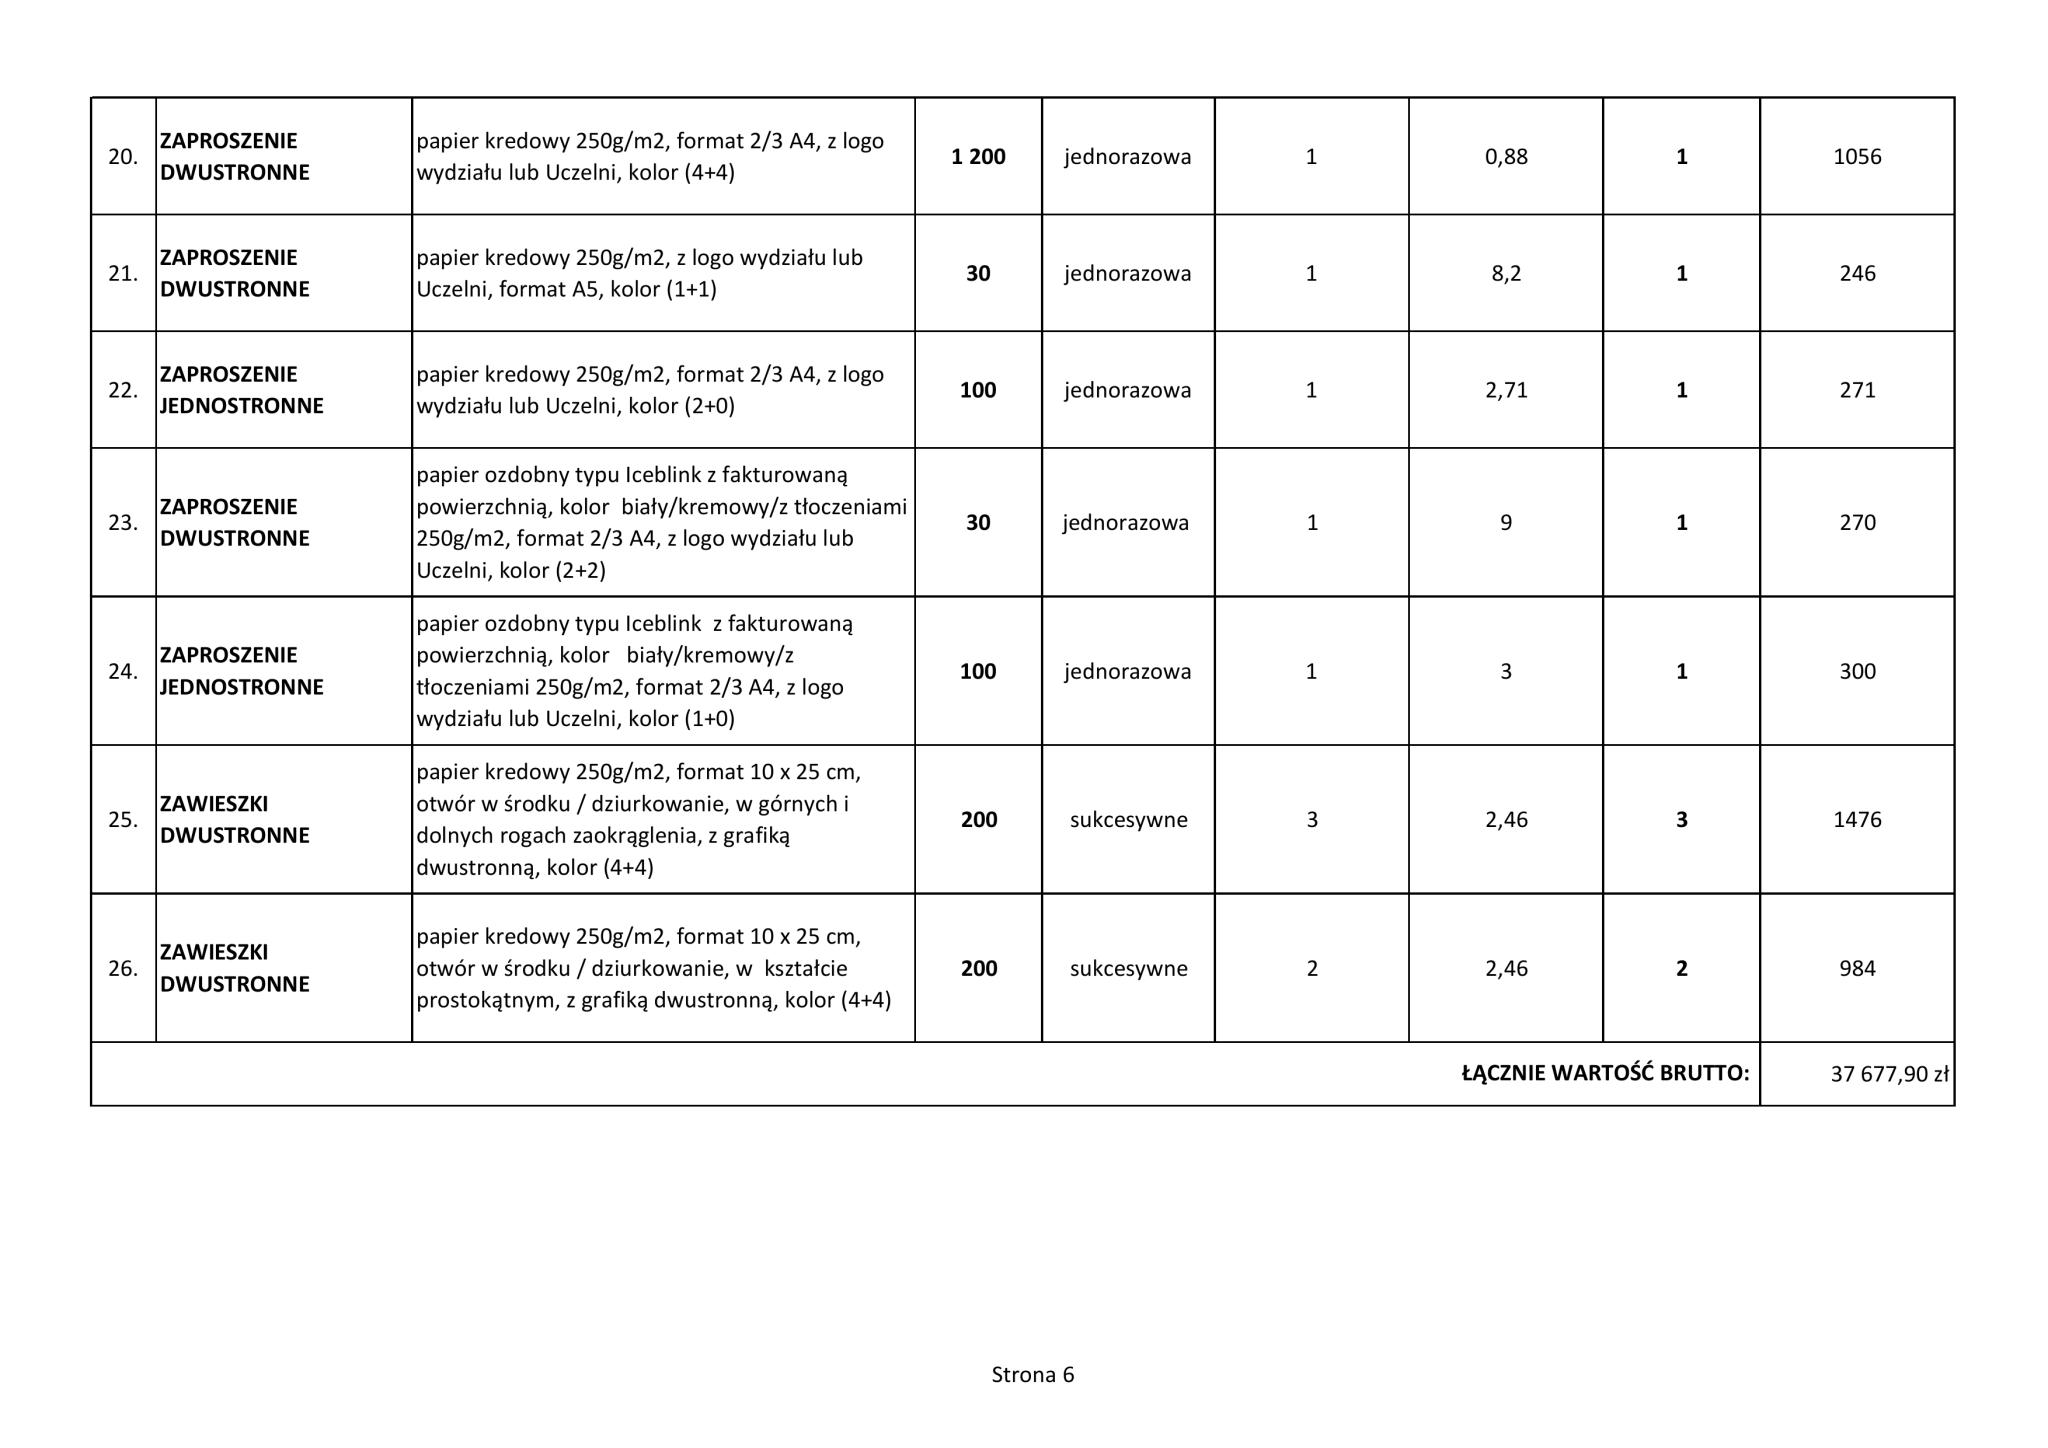 20.
ZAPROSZENIE
DWUSTRONNE
papier kredowy 250g/m2, format 2/3 A4, z logo
wydziału lub Uczelni, kolor (4+4)
1 200
jednorazowa
1
0,88
1
1056
21.
ZAPROSZENIE
DWUSTRONNE
papier kredowy 250g/m2, z logo wydziału lub
Uczelni, format A5, kolor (1+1)
30
jednorazowa
1
8,2
1
246
22.
ZAPROSZENIE
JEDNOSTRONNE
papier kredowy 250g/m2, format 2/3 A4, z logo
wydziału lub Uczelni, kolor (2+0)
100
jednorazowa
1
2,71
1
271
23.
ZAPROSZENIE
DWUSTRONNE
papier ozdobny typu Iceblink z fakturowaną
powierzchnią, kolor  biały/kremowy/z tłoczeniami
250g/m2, format 2/3 A4, z logo wydziału lub
Uczelni, kolor (2+2)
30
jednorazowa
1
9
1
270
24.
ZAPROSZENIE
JEDNOSTRONNE
papier ozdobny typu Iceblink  z fakturowaną
powierzchnią, kolor   biały/kremowy/z
tłoczeniami 250g/m2, format 2/3 A4, z logo
wydziału lub Uczelni, kolor (1+0)
100
jednorazowa
1
3
1
300
25.
ZAWIESZKI
DWUSTRONNE
papier kredowy 250g/m2, format 10 x 25 cm,
otwór w środku / dziurkowanie, w górnych i
dolnych rogach zaokrąglenia, z grafiką
dwustronną, kolor (4+4)
200
sukcesywne
3
2,46
3
1476
26.
ZAWIESZKI
DWUSTRONNE
papier kredowy 250g/m2, format 10 x 25 cm,
otwór w środku / dziurkowanie, w  kształcie
prostokątnym, z grafiką dwustronną, kolor (4+4)
200
sukcesywne
2
2,46
2
984
ŁĄCZNIE WARTOŚĆ BRUTTO:
37 677,90 zł
Strona 6